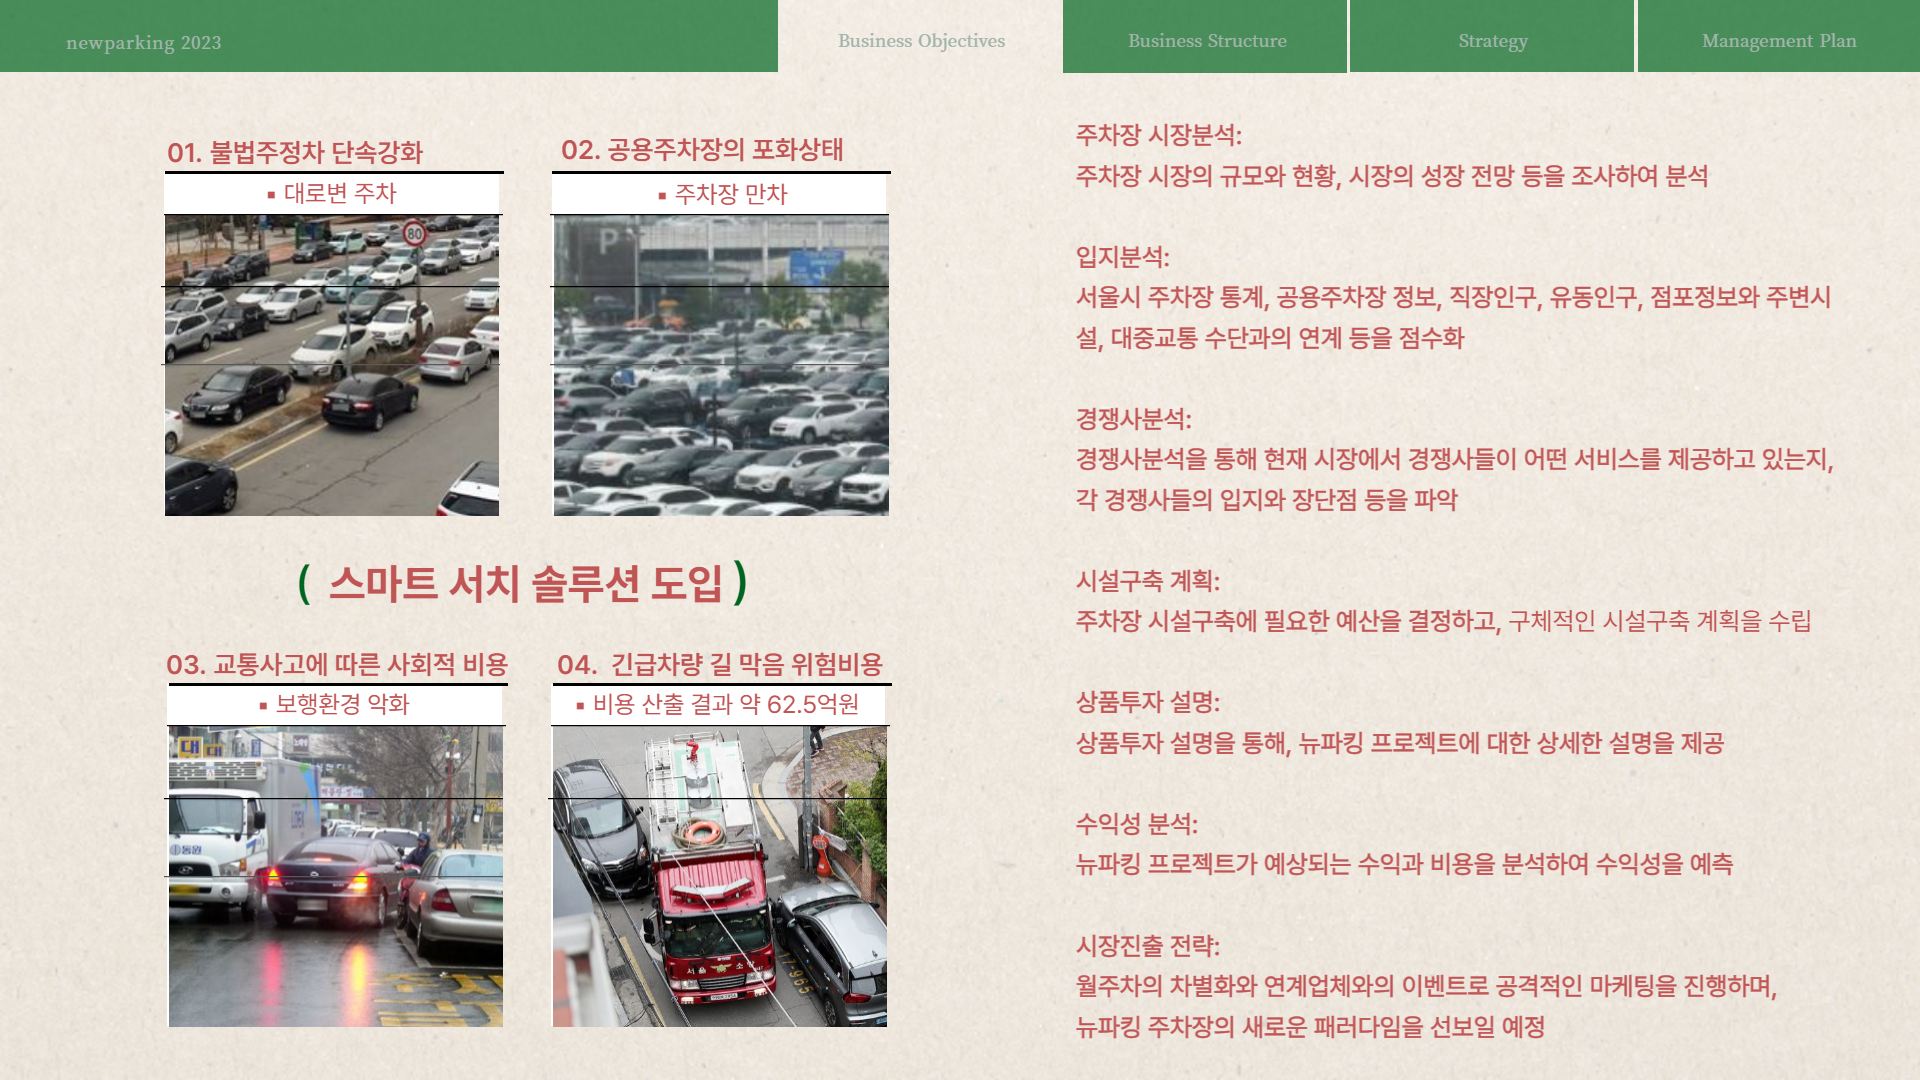 newparking 2023
Business Objectives
Business Structure
Strategy
Management Plan
01. 불법주정차 단속강화
▪ 대로변 주차
80
02. 공용주차장의 포화상태
▪ 주차장 만차
P
( 스마트 서치 솔루션 도입 )
03. 교통사고에 따른 사회적 비용
▪ 보행환경 악화
대 대
동원
04. 긴급차량 길 막음 위험비용
▪ 비용 산출 결과 약 62.5억원
서울 소방
주차장 시장분석:
주차장 시장의 규모와 현황, 시장의 성장 전망 등을 조사하여 분석
입지분석:
서울시 주차장 통계, 공용주차장 정보, 직장인구, 유동인구, 점포정보와 주변시
설, 대중교통 수단과의 연계 등을 점수화
경쟁사분석:
경쟁사분석을 통해 현재 시장에서 경쟁사들이 어떤 서비스를 제공하고 있는지,
각 경쟁사들의 입지와 장단점 등을 파악
시설구축 계획:
주차장 시설구축에 필요한 예산을 결정하고, 구체적인 시설구축 계획을 수립
상품투자 설명:
상품투자 설명을 통해, 뉴파킹 프로젝트에 대한 상세한 설명을 제공
수익성 분석:
뉴파킹 프로젝트가 예상되는 수익과 비용을 분석하여 수익성을 예측
시장진출 전략:
월주차의 차별화와 연계업체와의 이벤트로 공격적인 마케팅을 진행하며,
뉴파킹 주차장의 새로운 패러다임을 선보일 예정